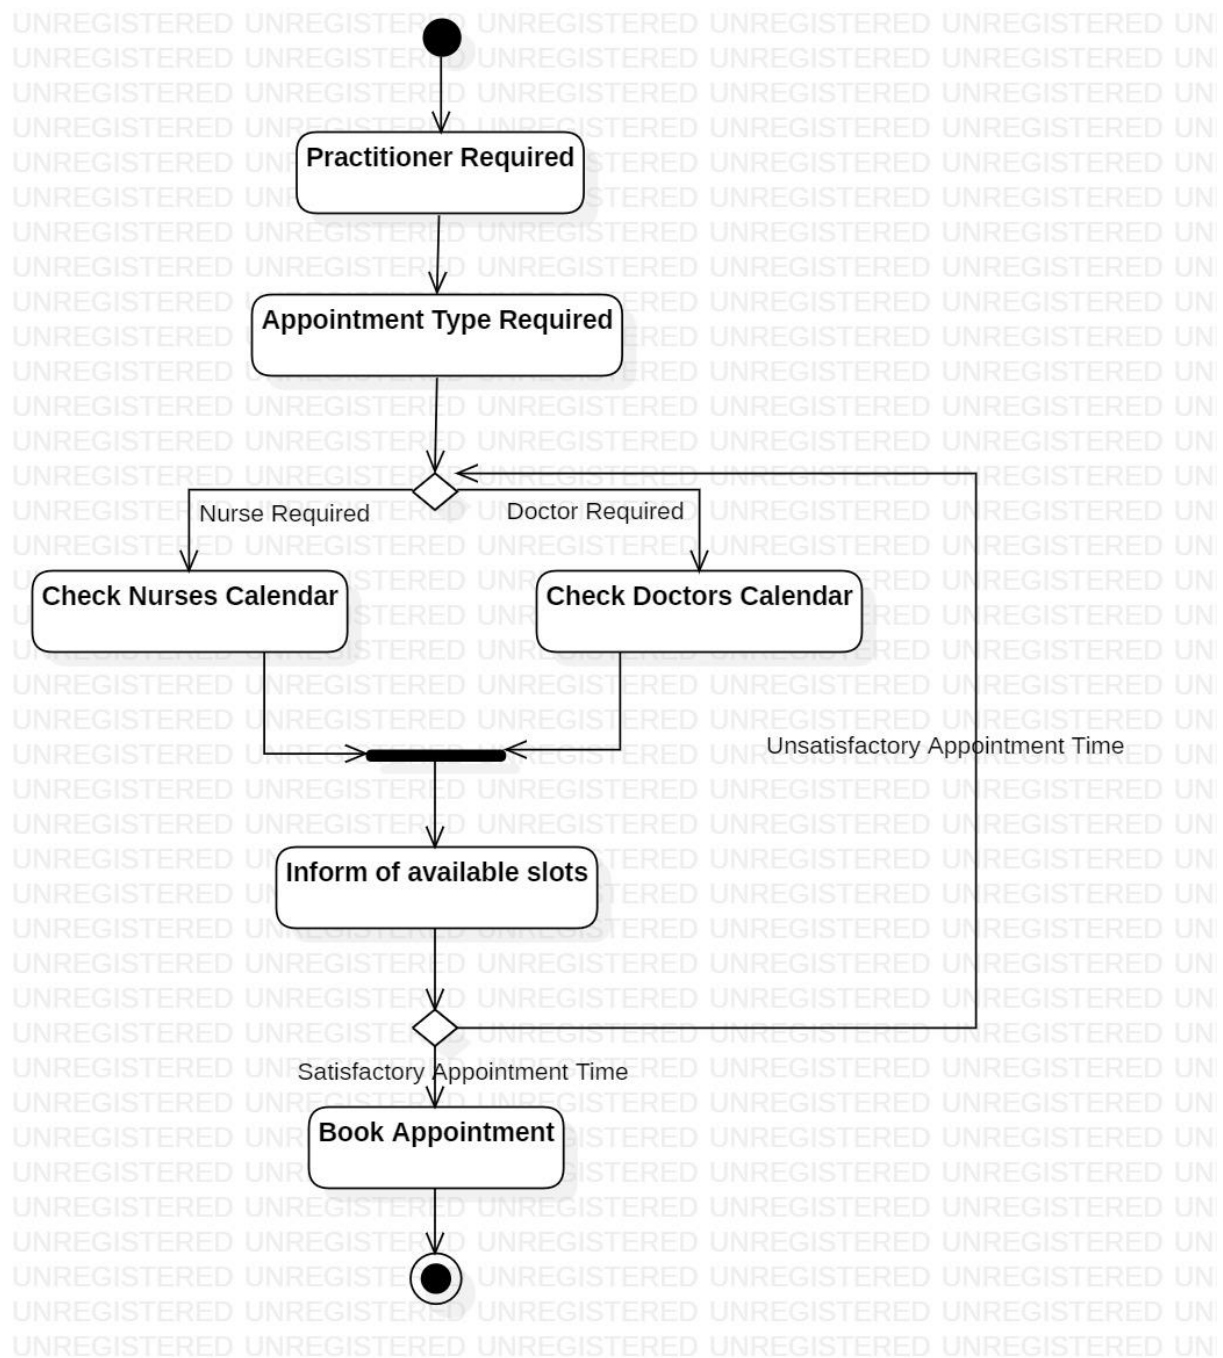 Practitioner Required
Appointment Type Required
Nurse Required
Doctor Required
Check Nurses Calendar
Check Doctors Calendar
Unsatisfactory Appointment Time
Inform of available slots
Satisfactory Appointment Time
Book Appointment
UNREGISTERED